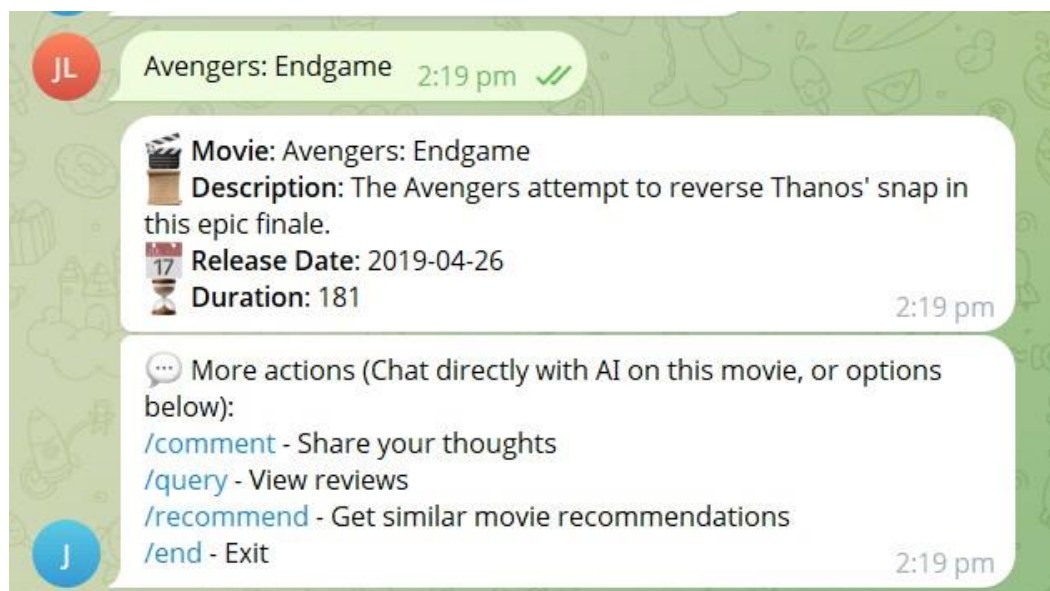 JL
Avengers: Endgame 2:19 pm
🎬 Movie: Avengers: Endgame
📜 Description: The Avengers attempt to reverse Thanos' snap in
this epic finale.
📅 Release Date: 2019-04-26
⏳ Duration: 181
2:19 pm
💬 More actions (Chat directly with AI on this movie, or options
below):
/comment - Share your thoughts
/query - View reviews
/recommend - Get similar movie recommendations
/end - Exit
2:19 pm
J